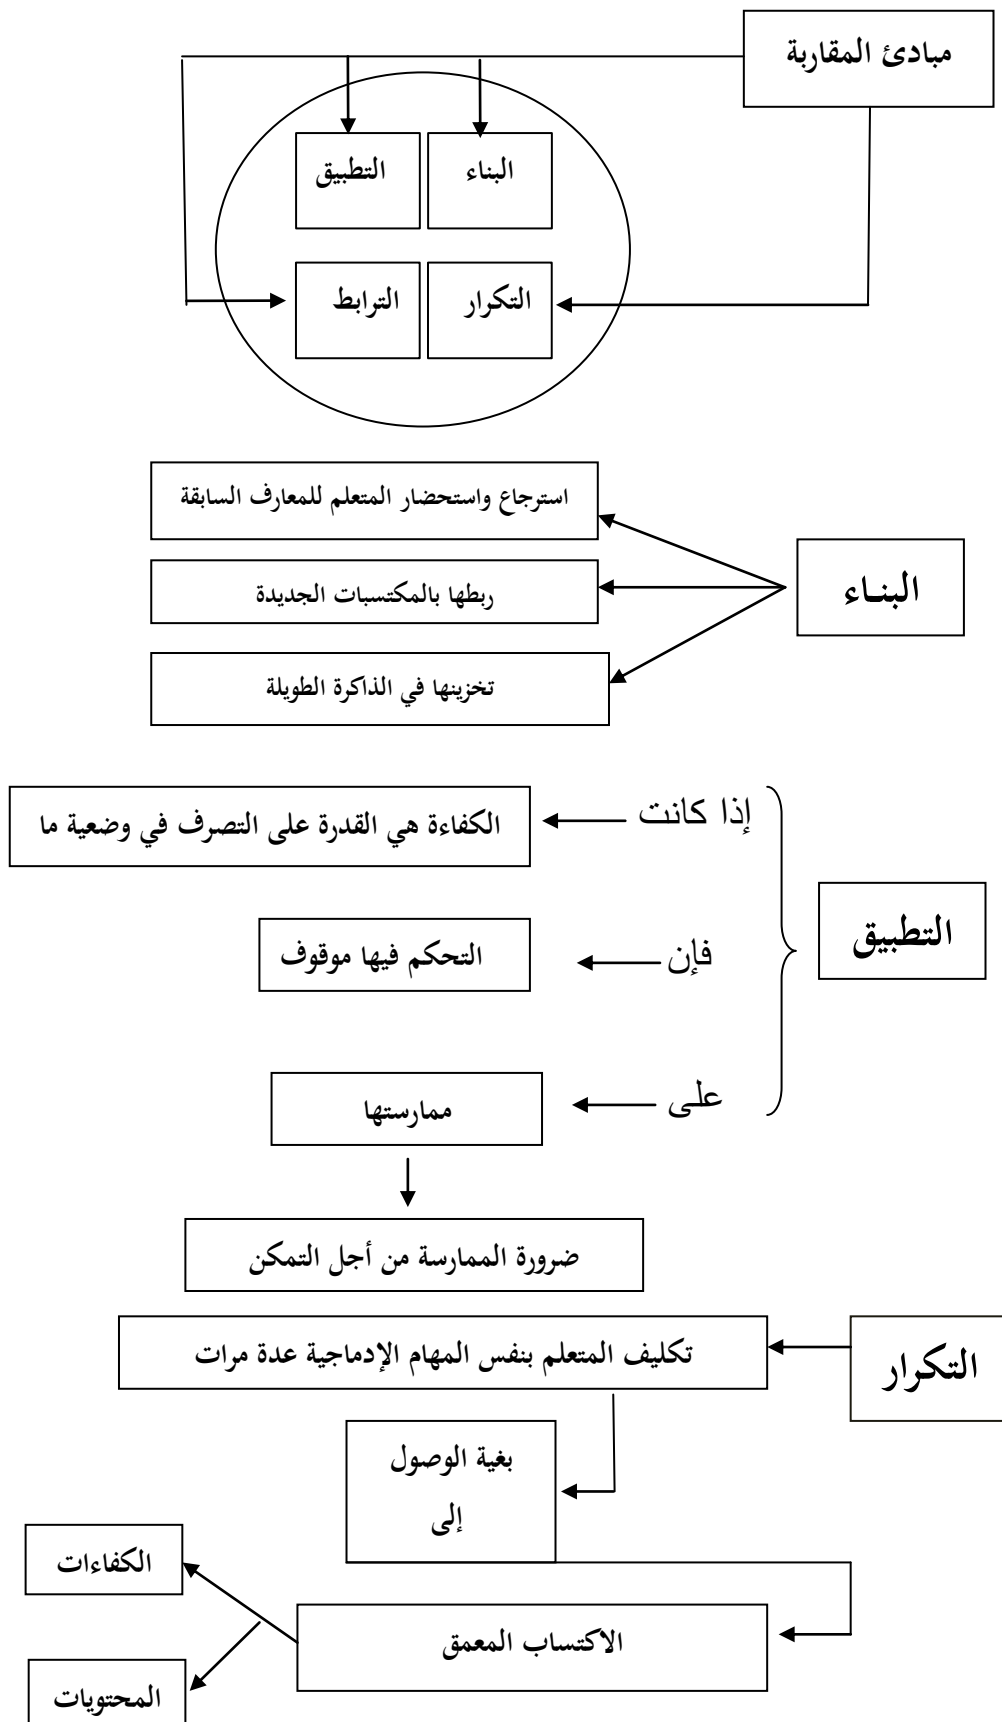 مبادئ المقاربة
البناء
التطبيق
التكرار
الترابط
استرجاع واستحضار المتعلم للمعارف السابقة
البنـاء
ربطها بالمكتسبات الجديدة
تخزينها في الذاكرة الطويلة
إذا كانت
الكفاءة هي القدرة على التصرف في وضعية ما
التطبيق
فإن
التحكم فيها موقوف
على
ممارستها
ضرورة الممارسة من أجل التمكن
التكرار
تكليف المتعلم بنفس المهام الإدماجية عدة مرات
بغية الوصول
إلى
الكفاءات
الاكتساب المعمق
المحتويات